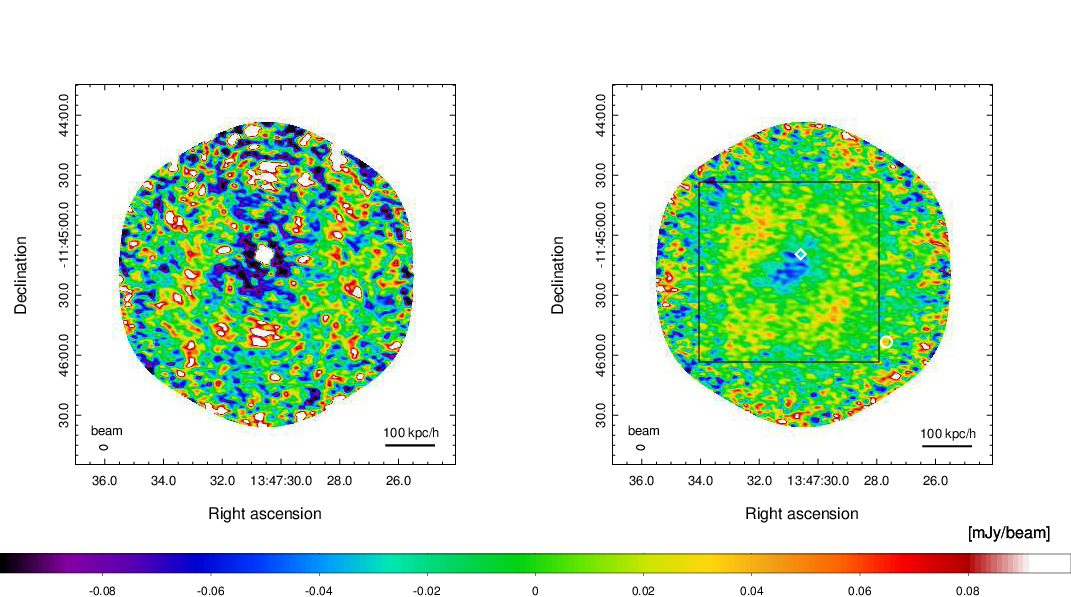 44:00.0
30.0
-11:45:00.0
30.0
46:00.0
30.0
Declination
beam
100 kpc/h
36.0 34.0 32.0 13:47:30.0 28.0 26.0
Right ascension
44:00.0
30.0
-11:45:00.0
30.0
46:00.0
30.0
Declination
beam
100 kpc/h
36.0 34.0 32.0 13:47:30.0 28.0 26.0
Right ascension
[mJy/beam]
-0.08 -0.06 -0.04 -0.02 0 0.02 0.04 0.06 0.08